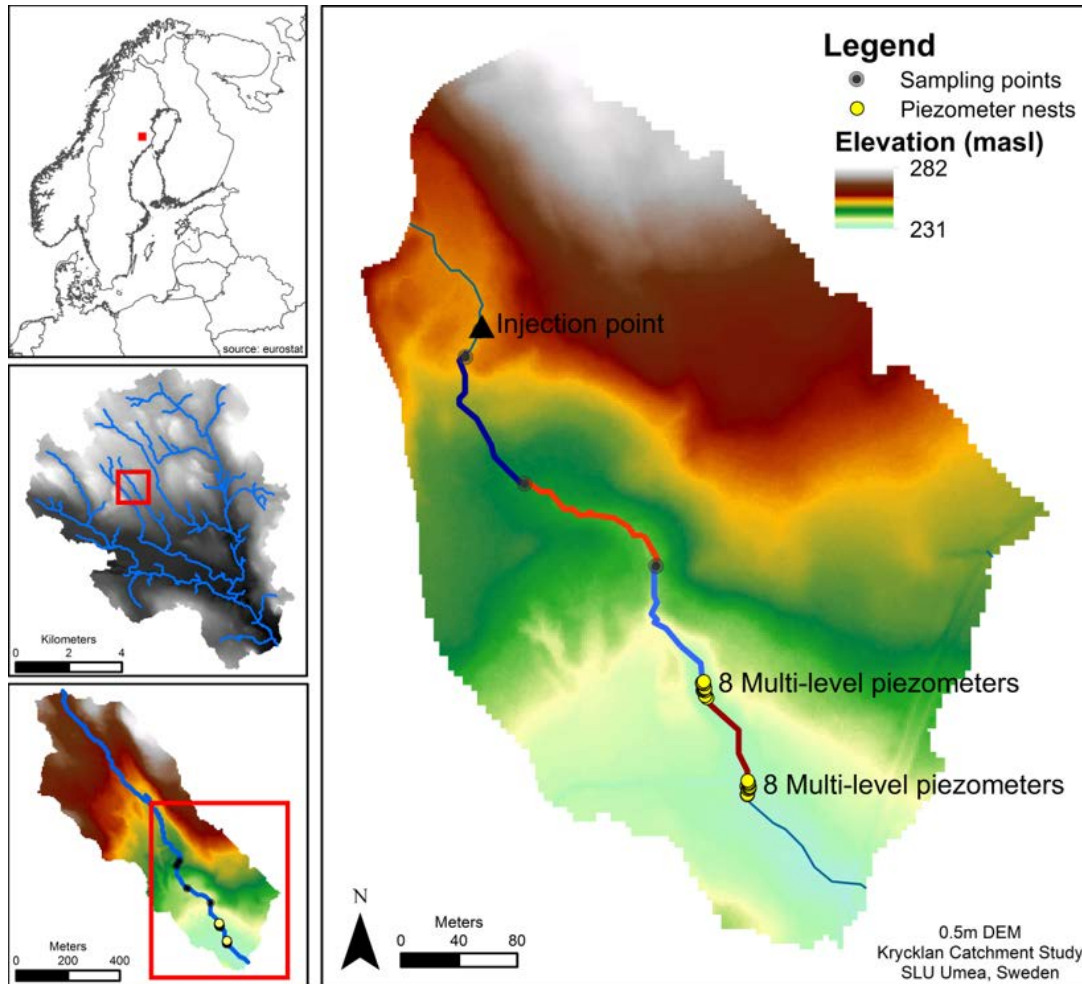 source: eurostat
Kilometers
0 2 4
Meters
0 200 400
Legend
Sampling points
Piezometer nests
Elevation (masl)
282
231
Injection point
8 Multi-level piezometers
8 Multi-level piezometers
N
Meters
0 40 80
0.5m DEM
Krycklan Catchment Study
SLU Umea, Sweden